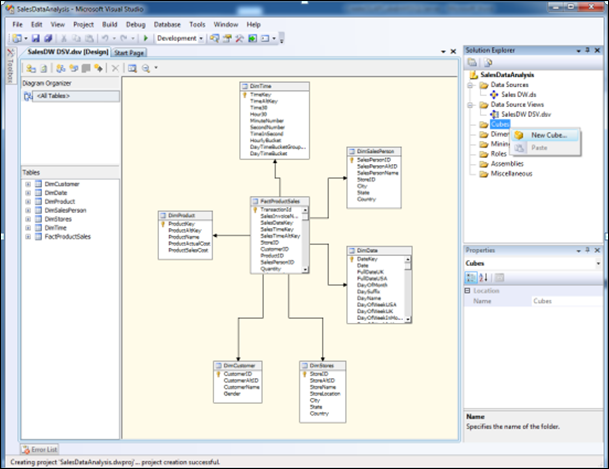 SalesDataAnalysis - Microsoft Visual Studio
File Edit View Project Build Debug Database Tools Window Help
Development
SalesDW DSV.dsv [Design] Start Page
Toolbox
Diagram Organizer
<All Tables>
Tables
DimCustomer
DimDate
DimProduct
DimSalesPerson
DimStores
DimTime
FactProductSales
DimTime
TimeKey
TimeAltKey
Time30
Hour30
MinuteNumber
SecondNumber
TimeInSecond
HourlyBucket
DayTimeBucketGroup...
DayTimeBucket
DimSalesPerson
SalesPersonID
SalesPersonAltID
SalesPersonName
StoreID
City
State
Country
FactProductSales
TransactionId
SalesInvoiceN...
SalesDateKey
SalesTimeKey
SalesTimeAltKey
StoreID
CustomerID
ProductID
SalesPersonID
Quantity
DimProduct
ProductKey
ProductAltKey
ProductName
ProductActualCost
ProductSalesCost
DimDate
DateKey
Date
FullDateUK
FullDateUSA
DayOfMonth
DaySuffix
DayName
DayOfWeekUSA
DayOfWeekUK
DayOfWeekInMo...
DimCustomer
CustomerID
CustomerAltID
CustomerName
Gender
DimStores
StoreID
StoreAltID
StoreName
StoreLocation
City
State
Country
Solution Explorer
SalesDataAnalysis
Data Sources
Sales DW.ds
Data Source Views
SalesDW DSV.dsv
Cubes
Dimen
Mining
Roles
Assemblies
Miscellaneous
New Cube...
Paste
Properties
Cubes
Location
Name Cubes
Name
Specifies the name of the folder.
Error List
Creating project 'SalesDataAnalysis.dwproj' ... project creation successful.